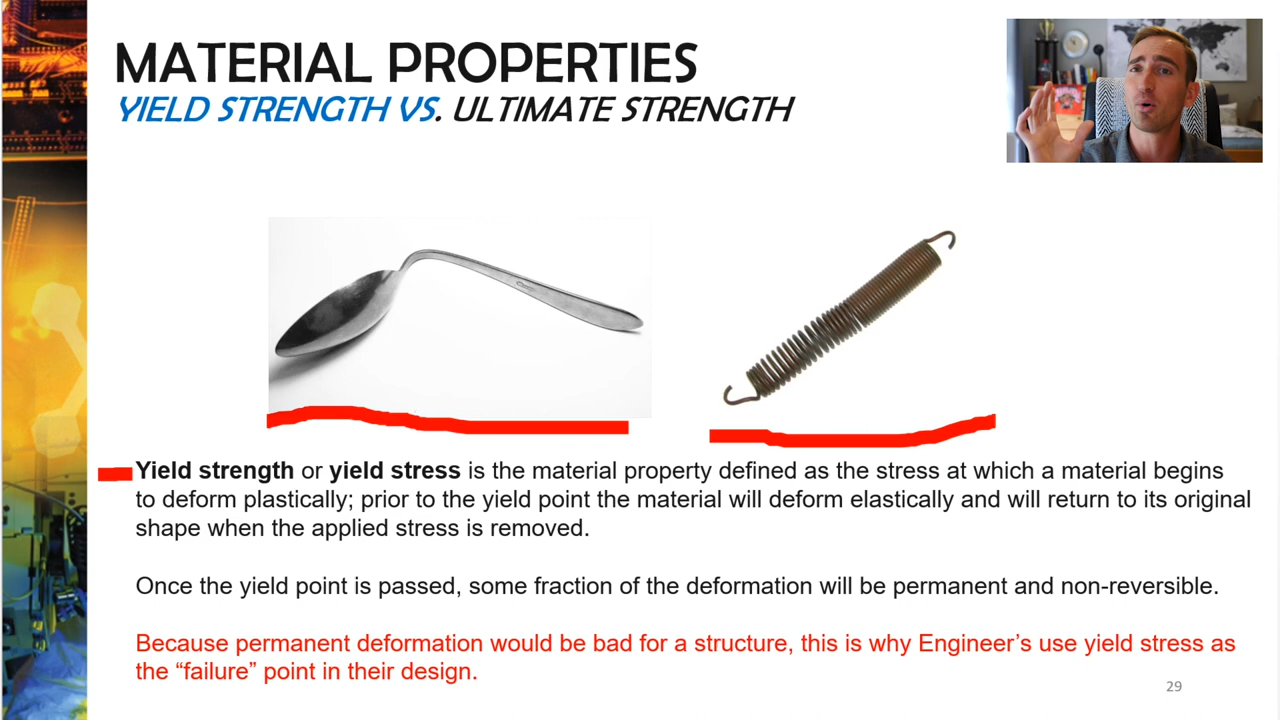 MATERIAL PROPERTIES
YIELD STRENGTH VS. ULTIMATE STRENGTH
Yield strength or yield stress is the material property defined as the stress at which a material begins
to deform plastically; prior to the yield point the material will deform elastically and will return to its original
shape when the applied stress is removed.
Once the yield point is passed, some fraction of the deformation will be permanent and non-reversible.
Because permanent deformation would be bad for a structure, this is why Engineer’s use yield stress as
the “failure” point in their design.
29